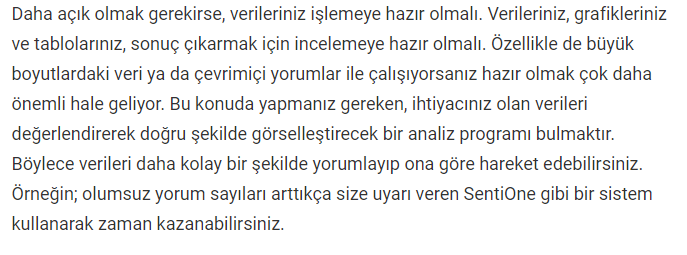 Daha açık olmak gerekirse, verileriniz işlemeye hazır olmalı. Verileriniz, grafikleriniz
ve tablolarınız, sonuç çıkarmak için incelemeye hazır olmalı. Özellikle de büyük
boyutlardaki veri ya da çevrimiçi yorumlar ile çalışıyorsanız hazır olmak çok daha
önemli hale geliyor. Bu konuda yapmanız gereken, ihtiyacınız olan verileri
değerlendirerek doğru şekilde görselleştirecek bir analiz programı bulmaktır.
Böylece verileri daha kolay bir şekilde yorumlayıp ona göre hareket edebilirsiniz.
Örneğin; olumsuz yorum sayıları arttıkça size uyarı veren SentiOne gibi bir sistem
kullanarak zaman kazanabilirsiniz.